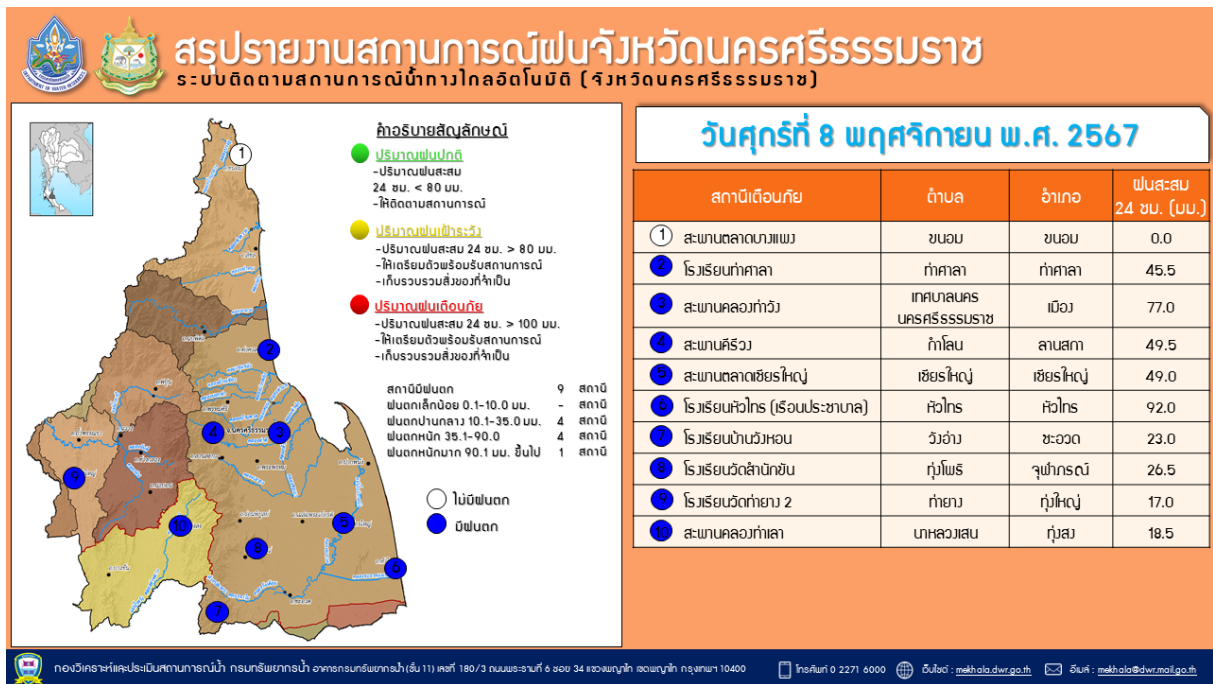 สรุปรายงานสถานการณ์ฝนจังหวัดนครศรีธรรมราช
ระบบติดตามสถานการณ์น้ำทางไกลอัตโนมัติ (จังหวัดนครศรีธรรมราช)
คำอธิบายสัญลักษณ์
ปริมาณฝนปกติ
-ปริมาณฝนสะสม
24 ชม. < 80 มม.
-ให้ติดตามสถานการณ์
ปริมาณฝนเฝ้าระวัง
-ปริมาณฝนสะสม 24 ชม. > 80 มม.
-ให้เตรียมตัวพร้อมรับสถานการณ์
-เก็บรวบรวมสิ่งของที่จำเป็น
ปริมาณฝนเตือนภัย
-ปริมาณฝนสะสม 24 ชม. > 100 มม.
-ให้เตรียมตัวพร้อมรับสถานการณ์
-เก็บรวบรวมสิ่งของที่จำเป็น
สถานีมีฝนตก 9 สถานี
ฝนตกเล็กน้อย 0.1-10.0 มม. - สถานี
ฝนตกปานกลาง 10.1-35.0 มม. 4 สถานี
ฝนตกหนัก 35.1-90.0 4 สถานี
ฝนตกหนักมาก 90.1 มม. ขึ้นไป 1 สถานี
ไม่มีฝนตก
มีฝนตก
1
2
4
3
9
10
5
8
6
7
วันศุกร์ที่ 8 พฤศจิกายน พ.ศ. 2567
สถานีเตือนภัย ตำบล อำเภอ ฝนสะสม
24 ชม. (มม.)
1 สะพานตลาดบางแพง ขนอม ขนอม 0.0
2 โรงเรียนท่าศาลา ท่าศาลา ท่าศาลา 45.5
3 สะพานคลองท่าวัง เทศบาลนคร
นครศรีธรรมราช เมือง 77.0
4 สะพานคีรีวง กำโลน ลานสกา 49.5
5 สะพานตลาดเชียรใหญ่ เชียรใหญ่ เชียรใหญ่ 49.0
6 โรงเรียนหัวไทร (เรือนประชาบาล) หัวไทร หัวไทร 92.0
7 โรงเรียนบ้านวังหอน วังอ่าง ชะอวด 23.0
8 โรงเรียนวัดสำนักขัน ทุ่งโพธิ จุฬาภรณ์ 26.5
9 โรงเรียนวัดท่ายาง 2 ท่ายาง ทุ่งใหญ่ 17.0
10 สะพานคลองท่าเลา นาหลวงเสน ทุ่งสง 18.5
กองวิเคราะห์และประเมินสถานการณ์น้ำ กรมทรัพยากรน้ำ อาคารกรมทรัพยากรน้ำ (ชั้น 11) เลขที่ 180/3 ถนนพระรามที่ 6 ซอย 34 แขวงพญาไท เขตพญาไท กรุงเทพฯ 10400 โทรศัพท์ 0 2271 6000 เว็บไซต์ : mekhala.dwr.go.th อีเมล์ : mekhala@dwr.mail.go.th